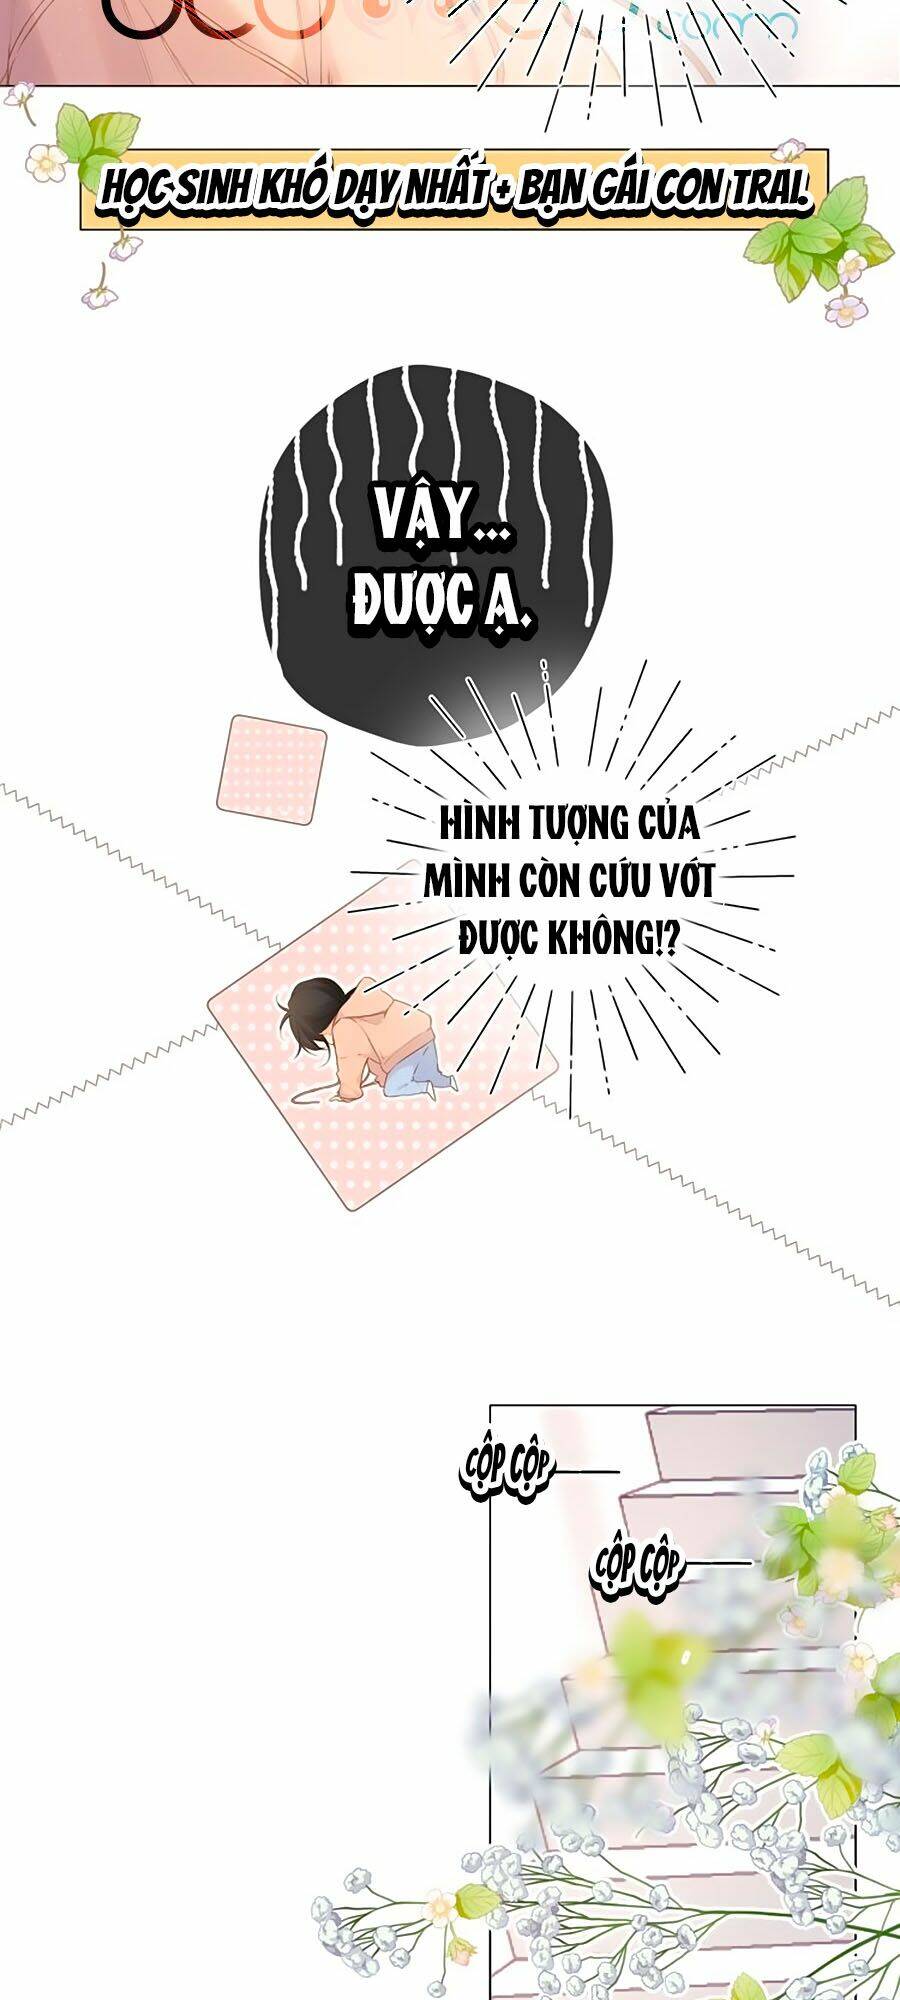 comm
HỌC SINH KHÓ DẠY NHẤT + BẠN GÁI CON TRAI.
VẬY...
ĐƯỢC Ạ.
HÌNH TƯỢNG CỦA
MÌNH CÒN CỨU VỚT
ĐƯỢC KHÔNG!?
CỘP CỘP
CỘP CỘP